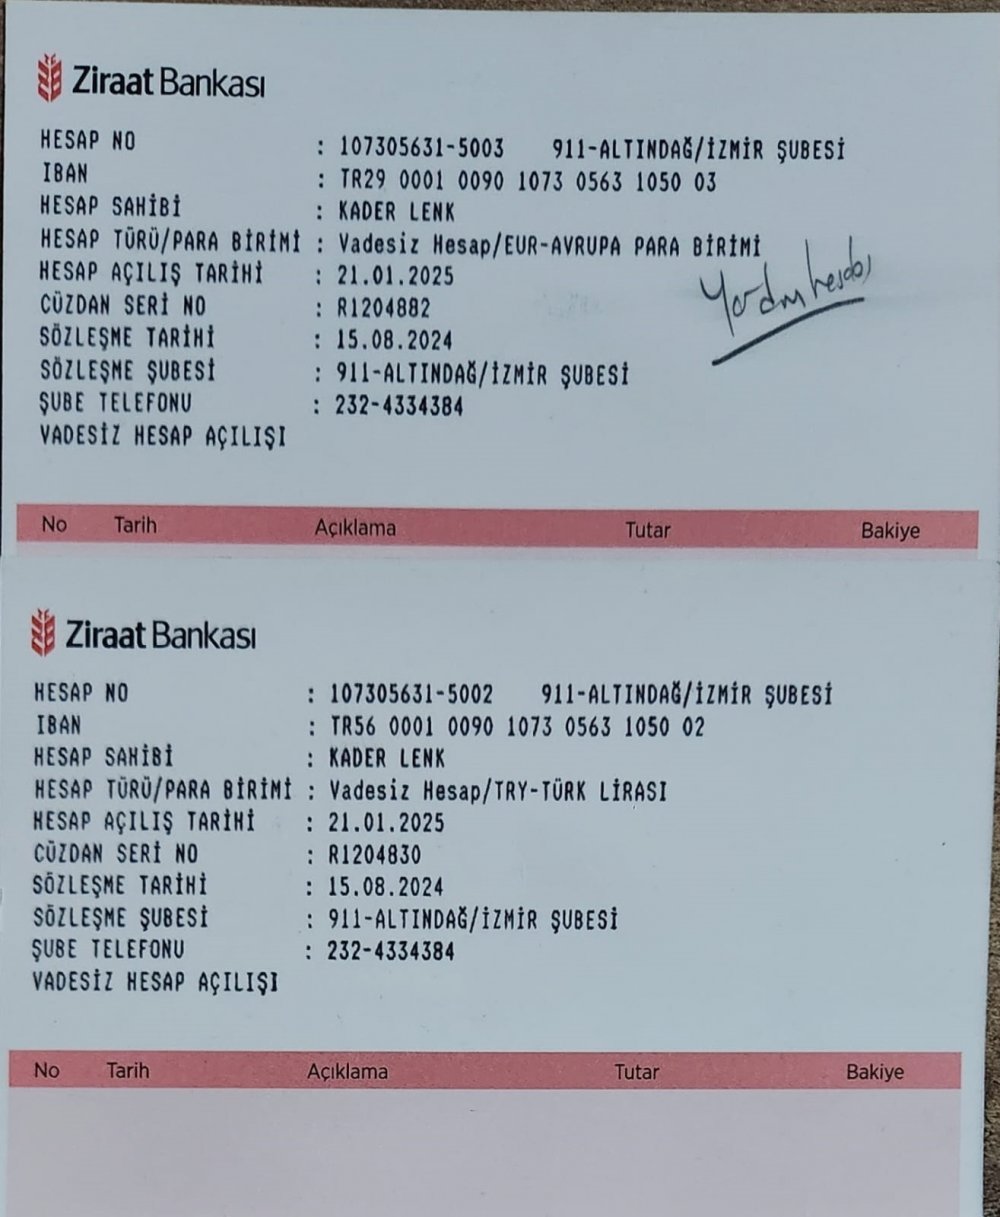 Ziraat Bankası
HESAP NO : 107305631-5003 911-ALTINDAĞ/İZMİR ŞUBESİ
IBAN : TR29 0001 0090 1073 0563 1050 03
HESAP SAHİBİ : KADER LENK
HESAP TÜRÜ/PARA BİRİMİ : Vadesiz Hesap/EUR-AVRUPA PARA BİRİMİ
HESAP AÇILIŞ TARİHİ : 21.01.2025
CÜZDAN SERİ NO : R1204882
SÖZLEŞME TARİHİ : 15.08.2024
SÖZLEŞME ŞUBESİ : 911-ALTINDAĞ/İZMİR ŞUBESİ
ŞUBE TELEFONU : 232-4334384
VADESİZ HESAP AÇILIŞI
Yardım hesabı
No Tarih Açıklama Tutar Bakiye
Ziraat Bankası
HESAP NO : 107305631-5002 911-ALTINDAĞ/İZMİR ŞUBESİ
IBAN : TR56 0001 0090 1073 0563 1050 02
HESAP SAHİBİ : KADER LENK
HESAP TÜRÜ/PARA BİRİMİ : Vadesiz Hesap/TRY-TÜRK LİRASI
HESAP AÇILIŞ TARİHİ : 21.01.2025
CÜZDAN SERİ NO : R1204830
SÖZLEŞME TARİHİ : 15.08.2024
SÖZLEŞME ŞUBESİ : 911-ALTINDAĞ/İZMİR ŞUBESİ
ŞUBE TELEFONU : 232-4334384
VADESİZ HESAP AÇILIŞI
No Tarih Açıklama Tutar Bakiye